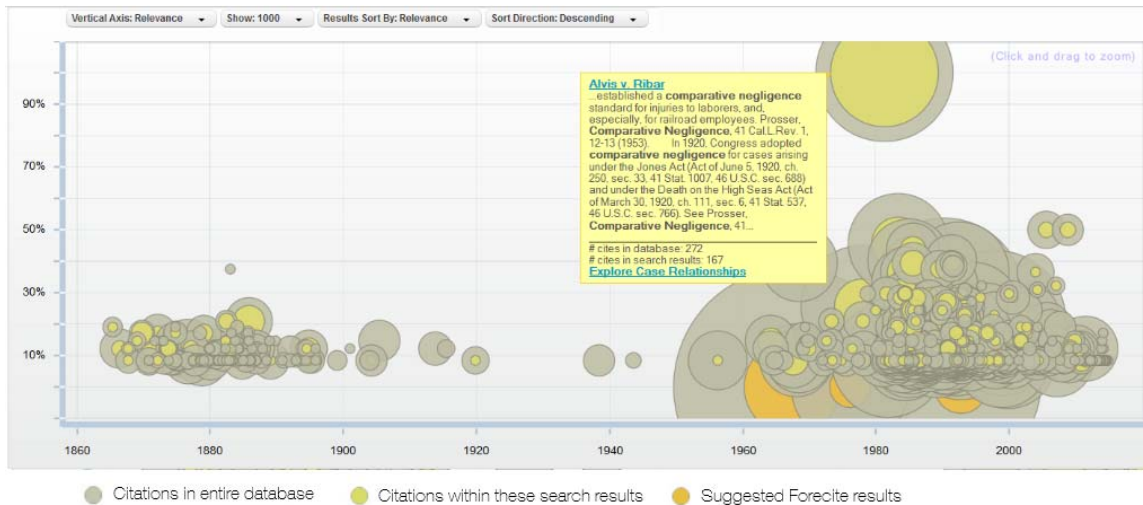 Vertical Axis: Relevance
Show: 1000
Results Sort By: Relevance
Sort Direction: Descending
(Click and drag to zoom)
Alvis v. Ribar
...established a comparative negligence
standard for injuries to laborers, and,
especially, for railroad employees. Prosser,
Comparative Negligence, 41 Cal.L.Rev. 1,
12-13 (1953). In 1920, Congress adopted
comparative negligence for cases arising
under the Jones Act (Act of June 5, 1920, ch.
250, sec. 33, 41 Stat. 1007, 46 U.S.C. sec. 688)
and under the Death on the High Seas Act (Act
of March 30, 1920, ch. 111, sec. 6, 41 Stat. 537,
46 U.S.C. sec. 766). See Prosser,
Comparative Negligence, 41...
# cites in database: 272
# cites in search results: 167
Explore Case Relationships
90%
70%
50%
30%
10%
1860
1880
1900
1920
1940
1960
1980
2000
Citations in entire database
Citations within these search results
Suggested Forecite results